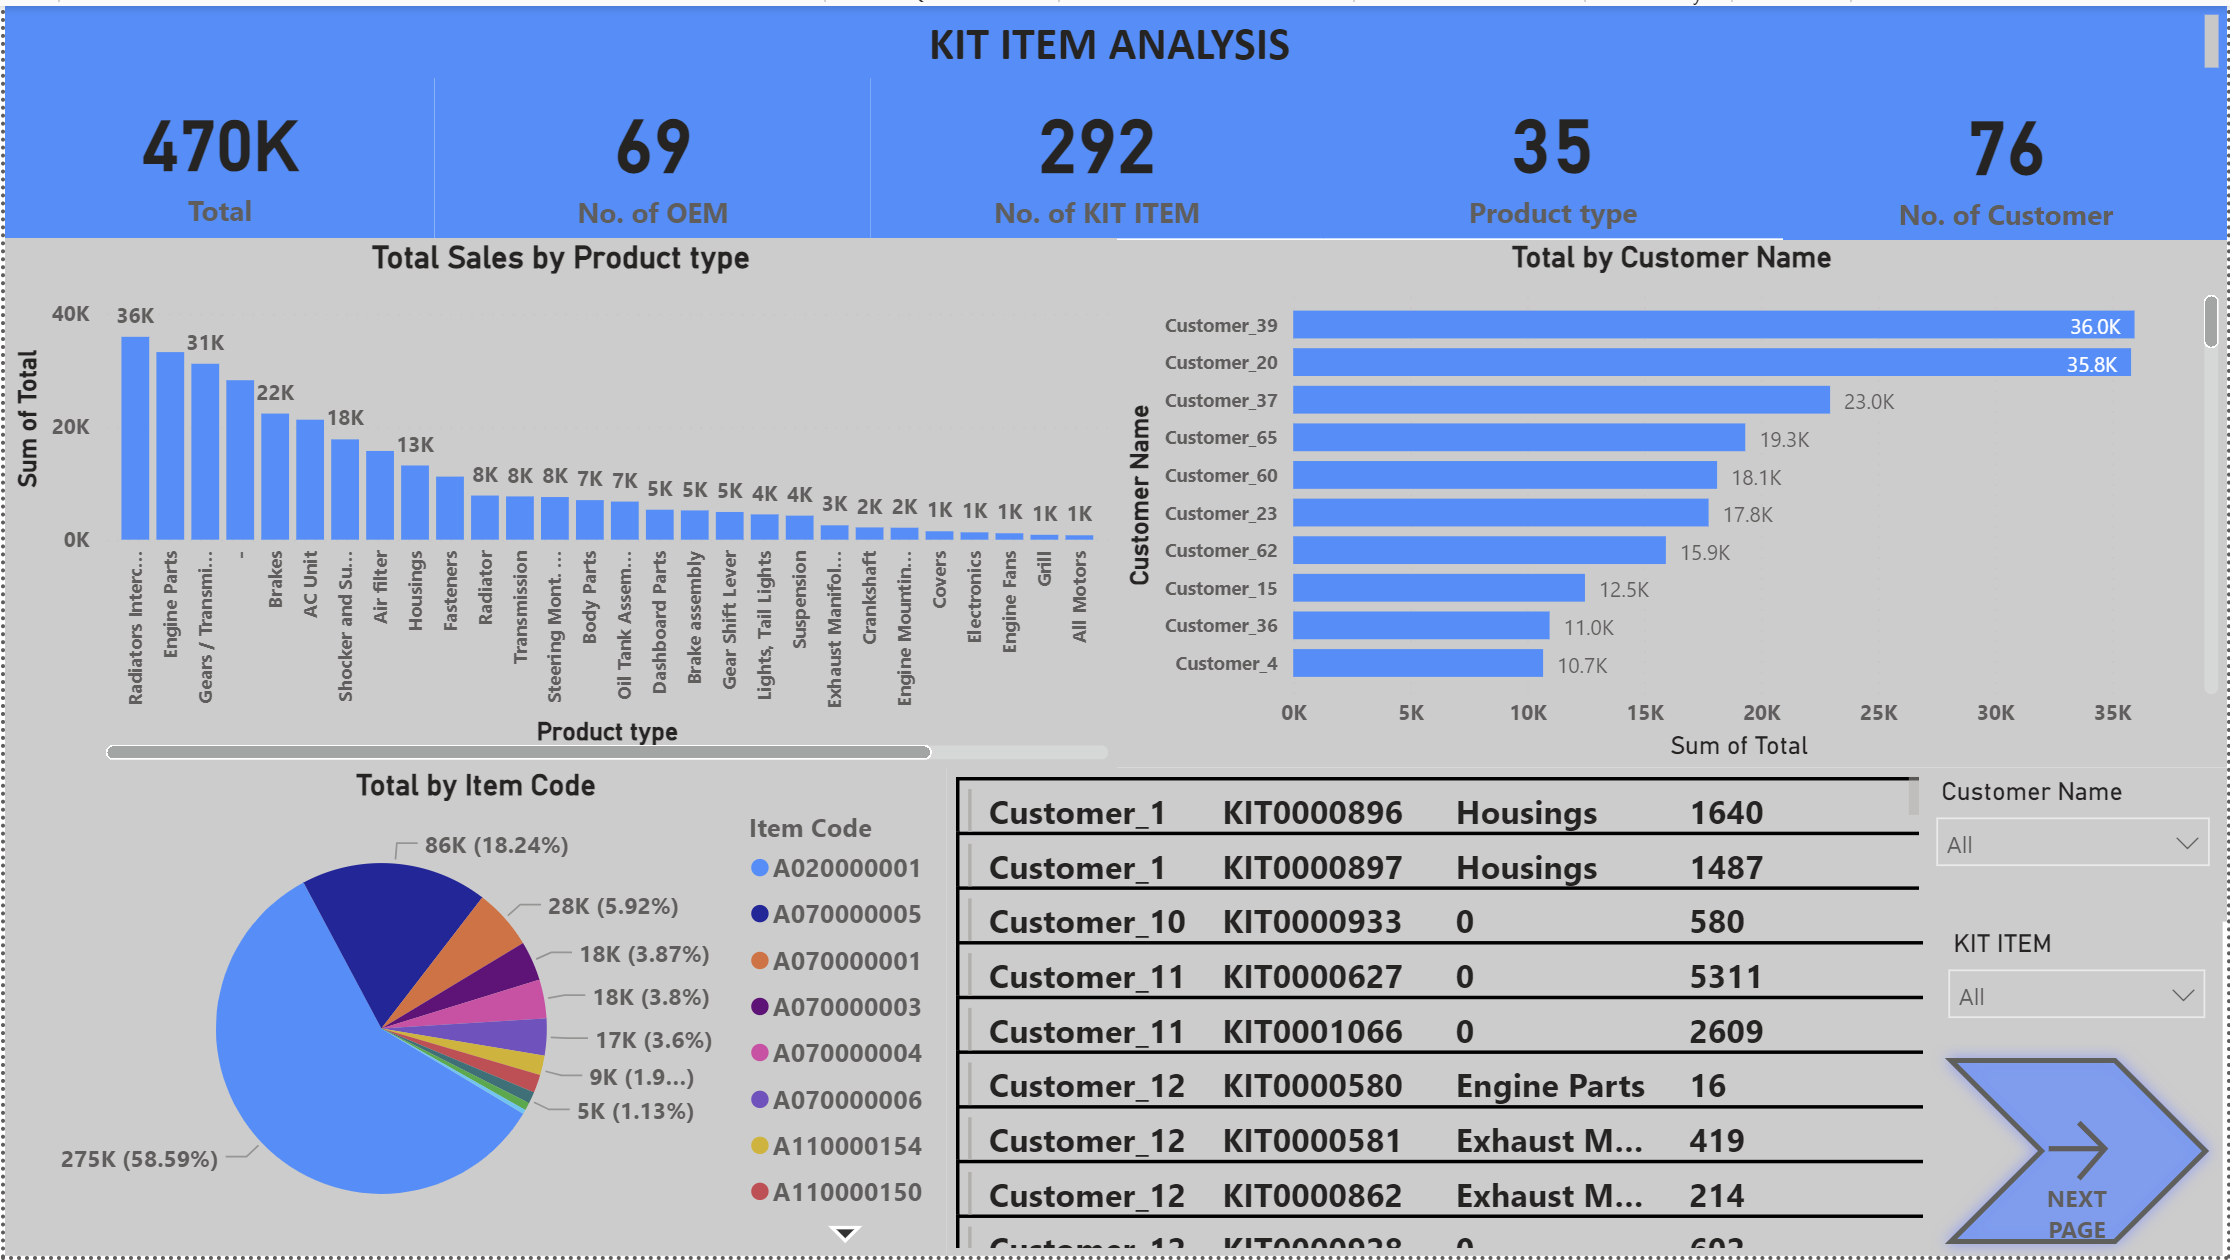 KIT ITEM ANALYSIS
470K
Total
69
No. of OEM
292
No. of KIT ITEM
35
Product type
76
No. of Customer
Total Sales by Product type
Sum of Total
40K
20K
0K
36K
31K
22K
18K
13K
8K
8K
8K
7K
7K
5K
5K
5K
4K
4K
3K
2K
2K
1K
1K
1K
1K
1K
Radiators Interc...
Engine Parts
Gears / Transmi...
-
Brakes
AC Unit
Shocker and Su...
Air filter
Housings
Fasteners
Radiator
Transmission
Steering Mont. ...
Body Parts
Oil Tank Assem...
Dashboard Parts
Brake assembly
Gear Shift Lever
Lights, Tail Lights
Suspension
Exhaust Manifol...
Crankshaft
Engine Mountin...
Covers
Electronics
Engine Fans
Grill
All Motors
Product type
Total by Customer Name
Customer Name
Customer_39 36.0K
Customer_20 35.8K
Customer_37 23.0K
Customer_65 19.3K
Customer_60 18.1K
Customer_23 17.8K
Customer_62 15.9K
Customer_15 12.5K
Customer_36 11.0K
Customer_4 10.7K
0K 5K 10K 15K 20K 25K 30K 35K
Sum of Total
Total by Item Code
86K (18.24%)
28K (5.92%)
18K (3.87%)
18K (3.8%)
17K (3.6%)
9K (1.9...)
5K (1.13%)
275K (58.59%)
Item Code
A020000001
A070000005
A070000001
A070000003
A070000004
A070000006
A110000154
A110000150
Customer_1 KIT0000896 Housings 1640
Customer_1 KIT0000897 Housings 1487
Customer_10 KIT0000933 0 580
Customer_11 KIT0000627 0 5311
Customer_11 KIT0001066 0 2609
Customer_12 KIT0000580 Engine Parts 16
Customer_12 KIT0000581 Exhaust M... 419
Customer_12 KIT0000862 Exhaust M... 214
Customer Name
All
KIT ITEM
All
NEXT
PAGE